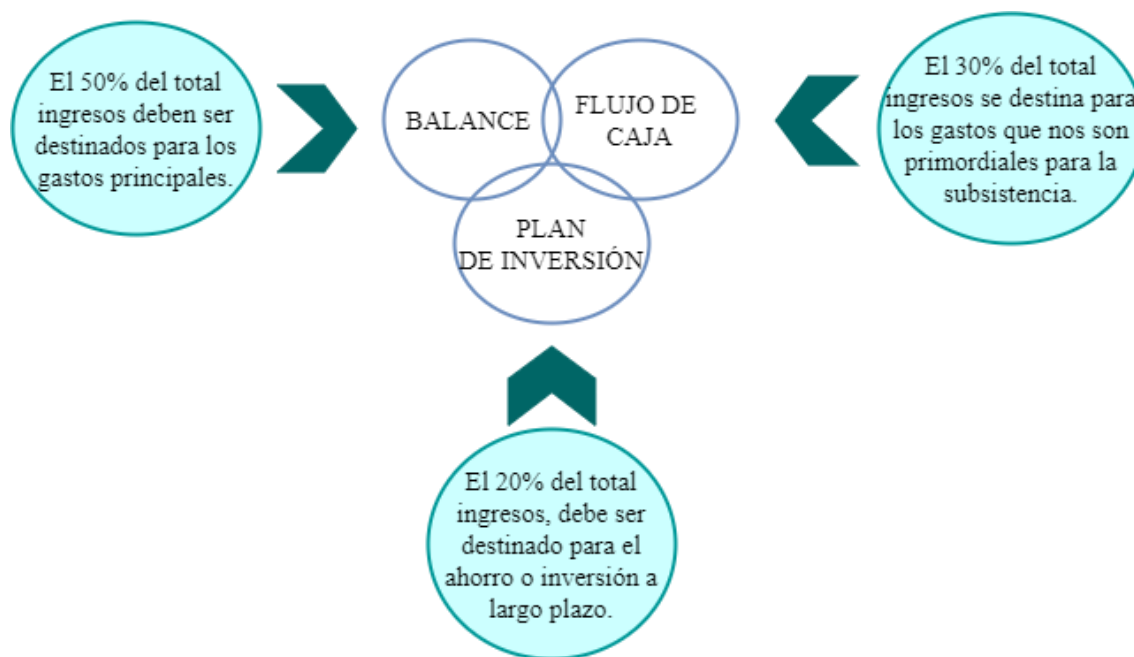 El 50% del total
ingresos deben ser
destinados para los
gastos principales.
BALANCE
FLUJO DE
CAJA
PLAN
DE INVERSIÓN
El 30% del total
ingresos se destina para
los gastos que nos son
primordiales para la
subsistencia.
El 20% del total
ingresos, debe ser
destinado para el
ahorro o inversión a
largo plazo.